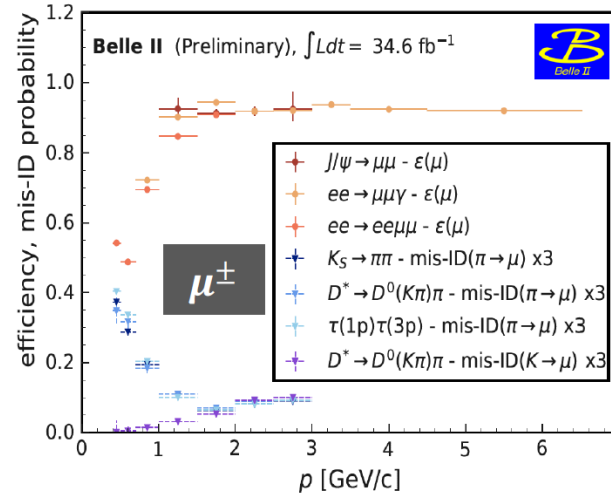 Belle II (Preliminary), ∫Ldt = 34.6 fb⁻¹
B
Belle II
efficiency, mis-ID probability
1.2
1.0
0.8
0.6
0.4
0.2
0.0
μ±
J/ψ→μμ - ε(μ)
ee→μμγ - ε(μ)
ee→eeμμ - ε(μ)
K_S→ππ - mis-ID(π→μ) x3
D*→D⁰(Kπ)π - mis-ID(π→μ) x3
τ(1p)τ(3p) - mis-ID(π→μ) x3
D*→D⁰(Kπ)π - mis-ID(K→μ) x3
0 1 2 3 4 5 6
p [GeV/c]